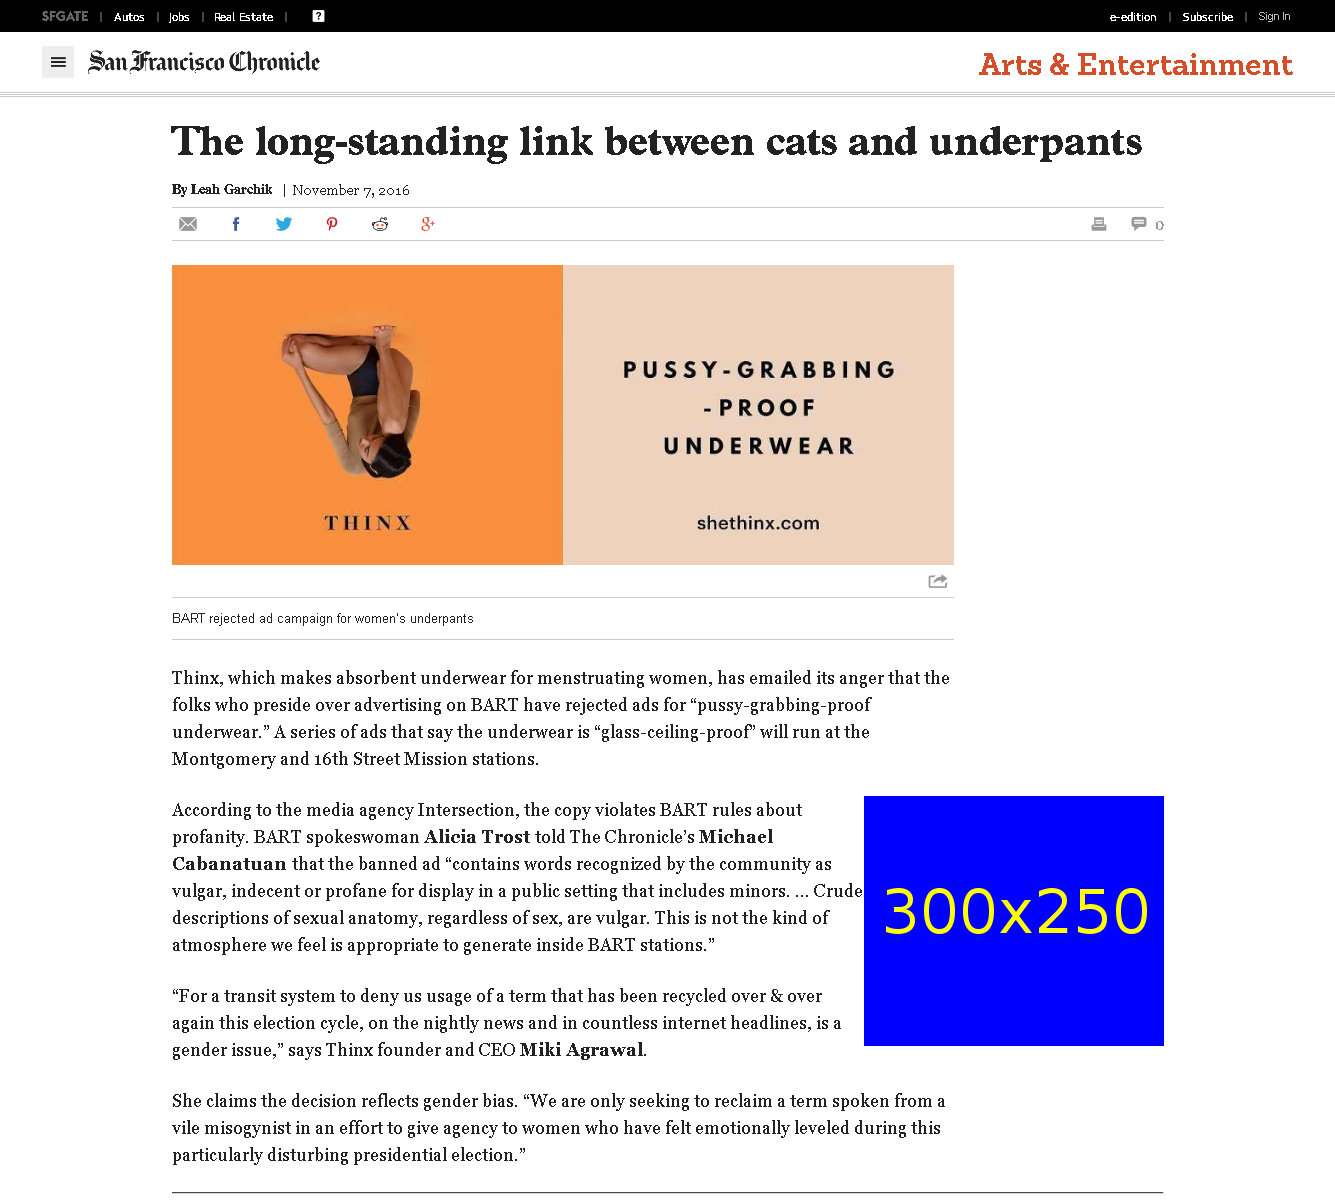 SFGATE | Autos | Jobs | Real Estate | ? e-edition | Subscribe | Sign In
San Francisco Chronicle
Arts & Entertainment
The long-standing link between cats and underpants
By Leah Garchik | November 7, 2016
0
PUSSY-GRABBING
-PROOF
UNDERWEAR
THINX
shethinx.com
BART rejected ad campaign for women's underpants
Thinx, which makes absorbent underwear for menstruating women, has emailed its anger that the
folks who preside over advertising on BART have rejected ads for “pussy-grabbing-proof
underwear.” A series of ads that say the underwear is “glass-ceiling-proof” will run at the
Montgomery and 16th Street Mission stations.
According to the media agency Intersection, the copy violates BART rules about
profanity. BART spokeswoman Alicia Trost told The Chronicle’s Michael
Cabanatuan that the banned ad “contains words recognized by the community as
vulgar, indecent or profane for display in a public setting that includes minors. ... Crude
descriptions of sexual anatomy, regardless of sex, are vulgar. This is not the kind of
atmosphere we feel is appropriate to generate inside BART stations.”
300x250
“For a transit system to deny us usage of a term that has been recycled over & over
again this election cycle, on the nightly news and in countless internet headlines, is a
gender issue,” says Thinx founder and CEO Miki Agrawal.
She claims the decision reflects gender bias. “We are only seeking to reclaim a term spoken from a
vile misogynist in an effort to give agency to women who have felt emotionally leveled during this
particularly disturbing presidential election.”